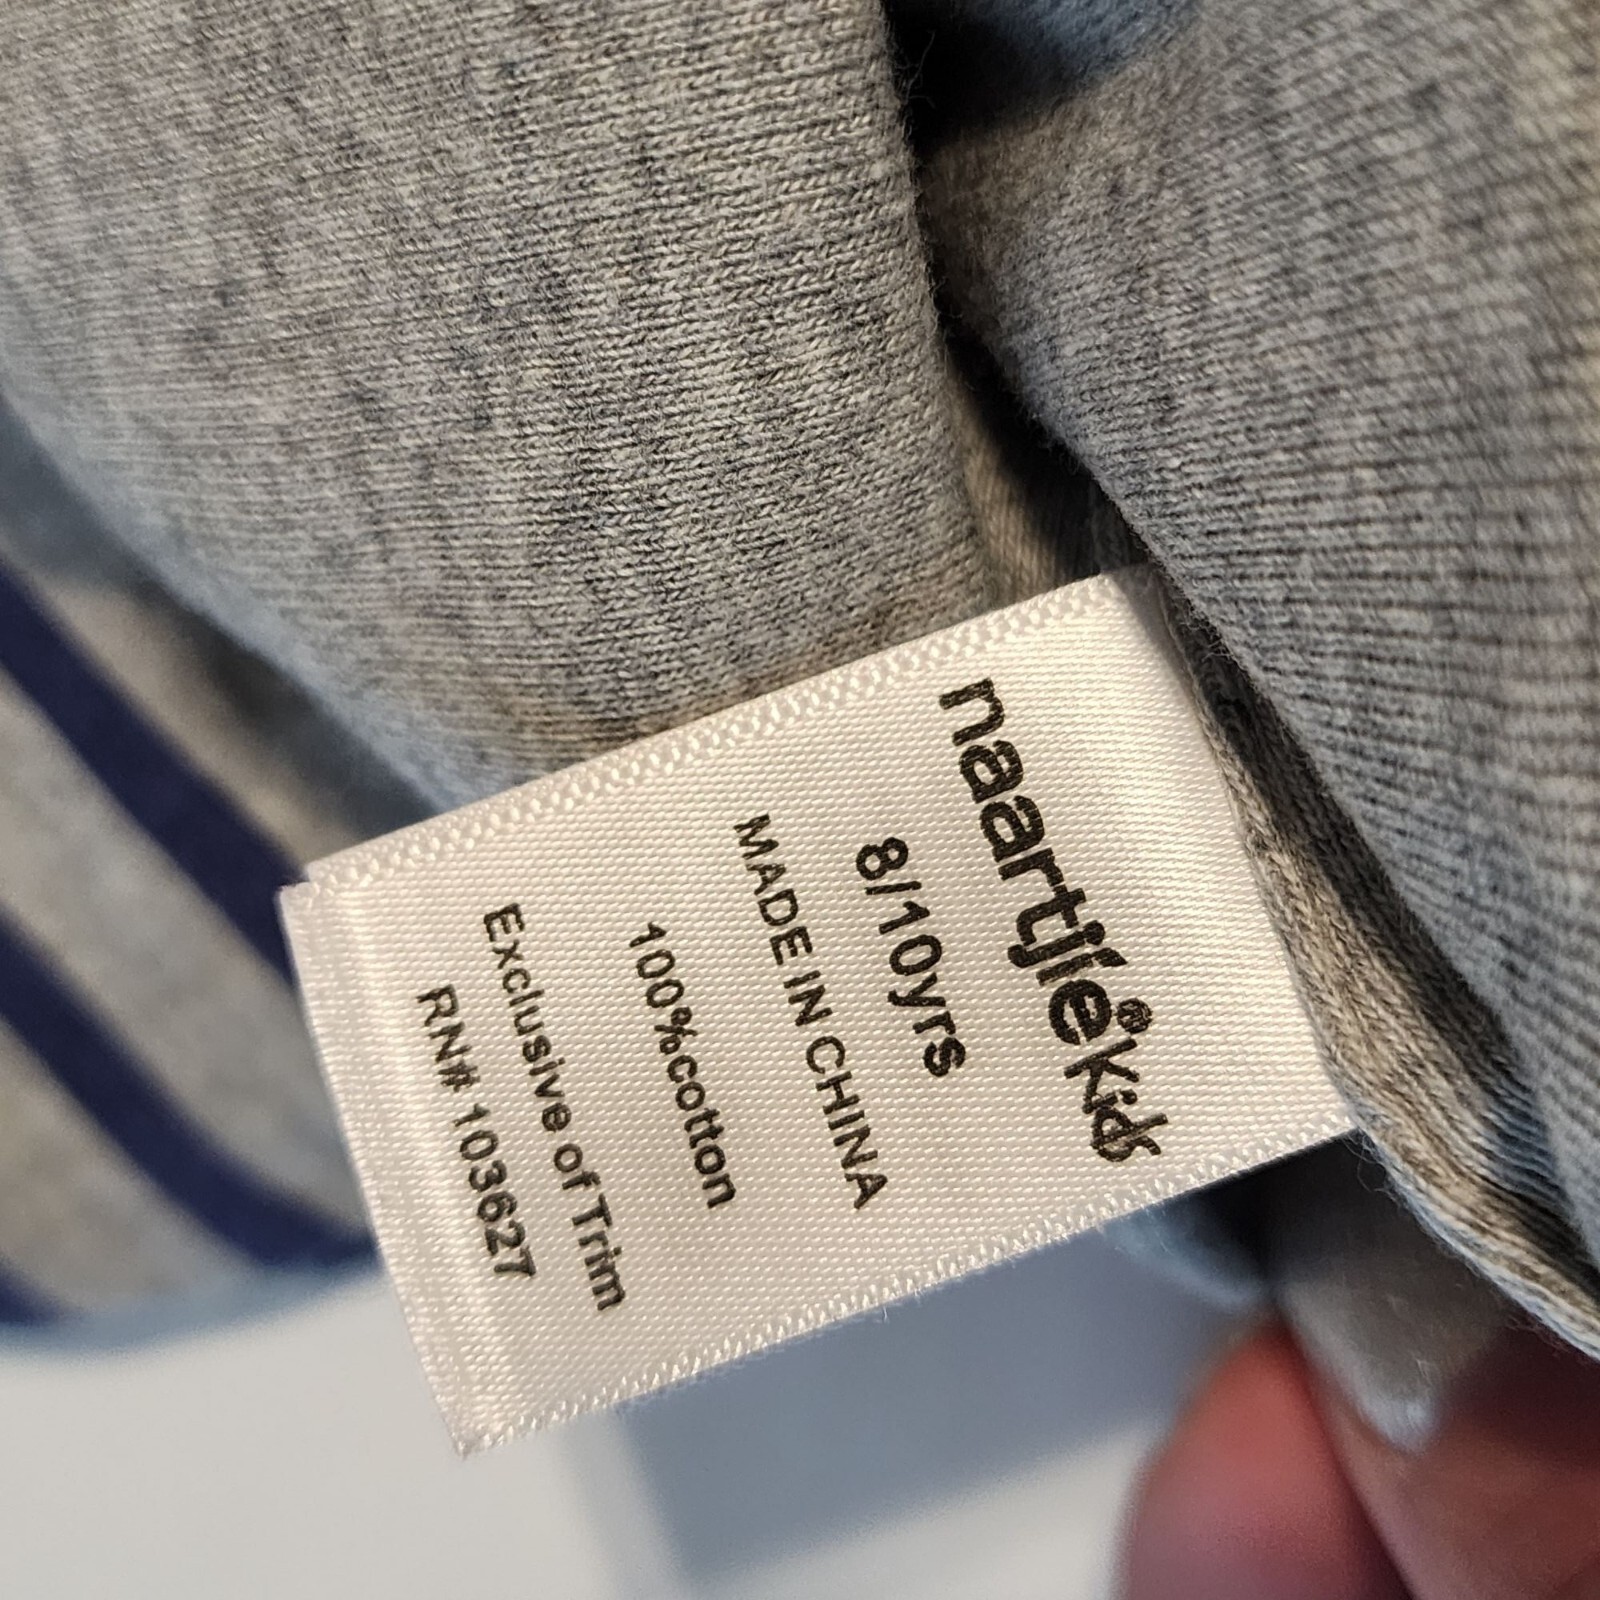 naartjie Kids
8/10yrs
MADE IN CHINA
100%cotton
Exclusive of Trim
RN# 103627